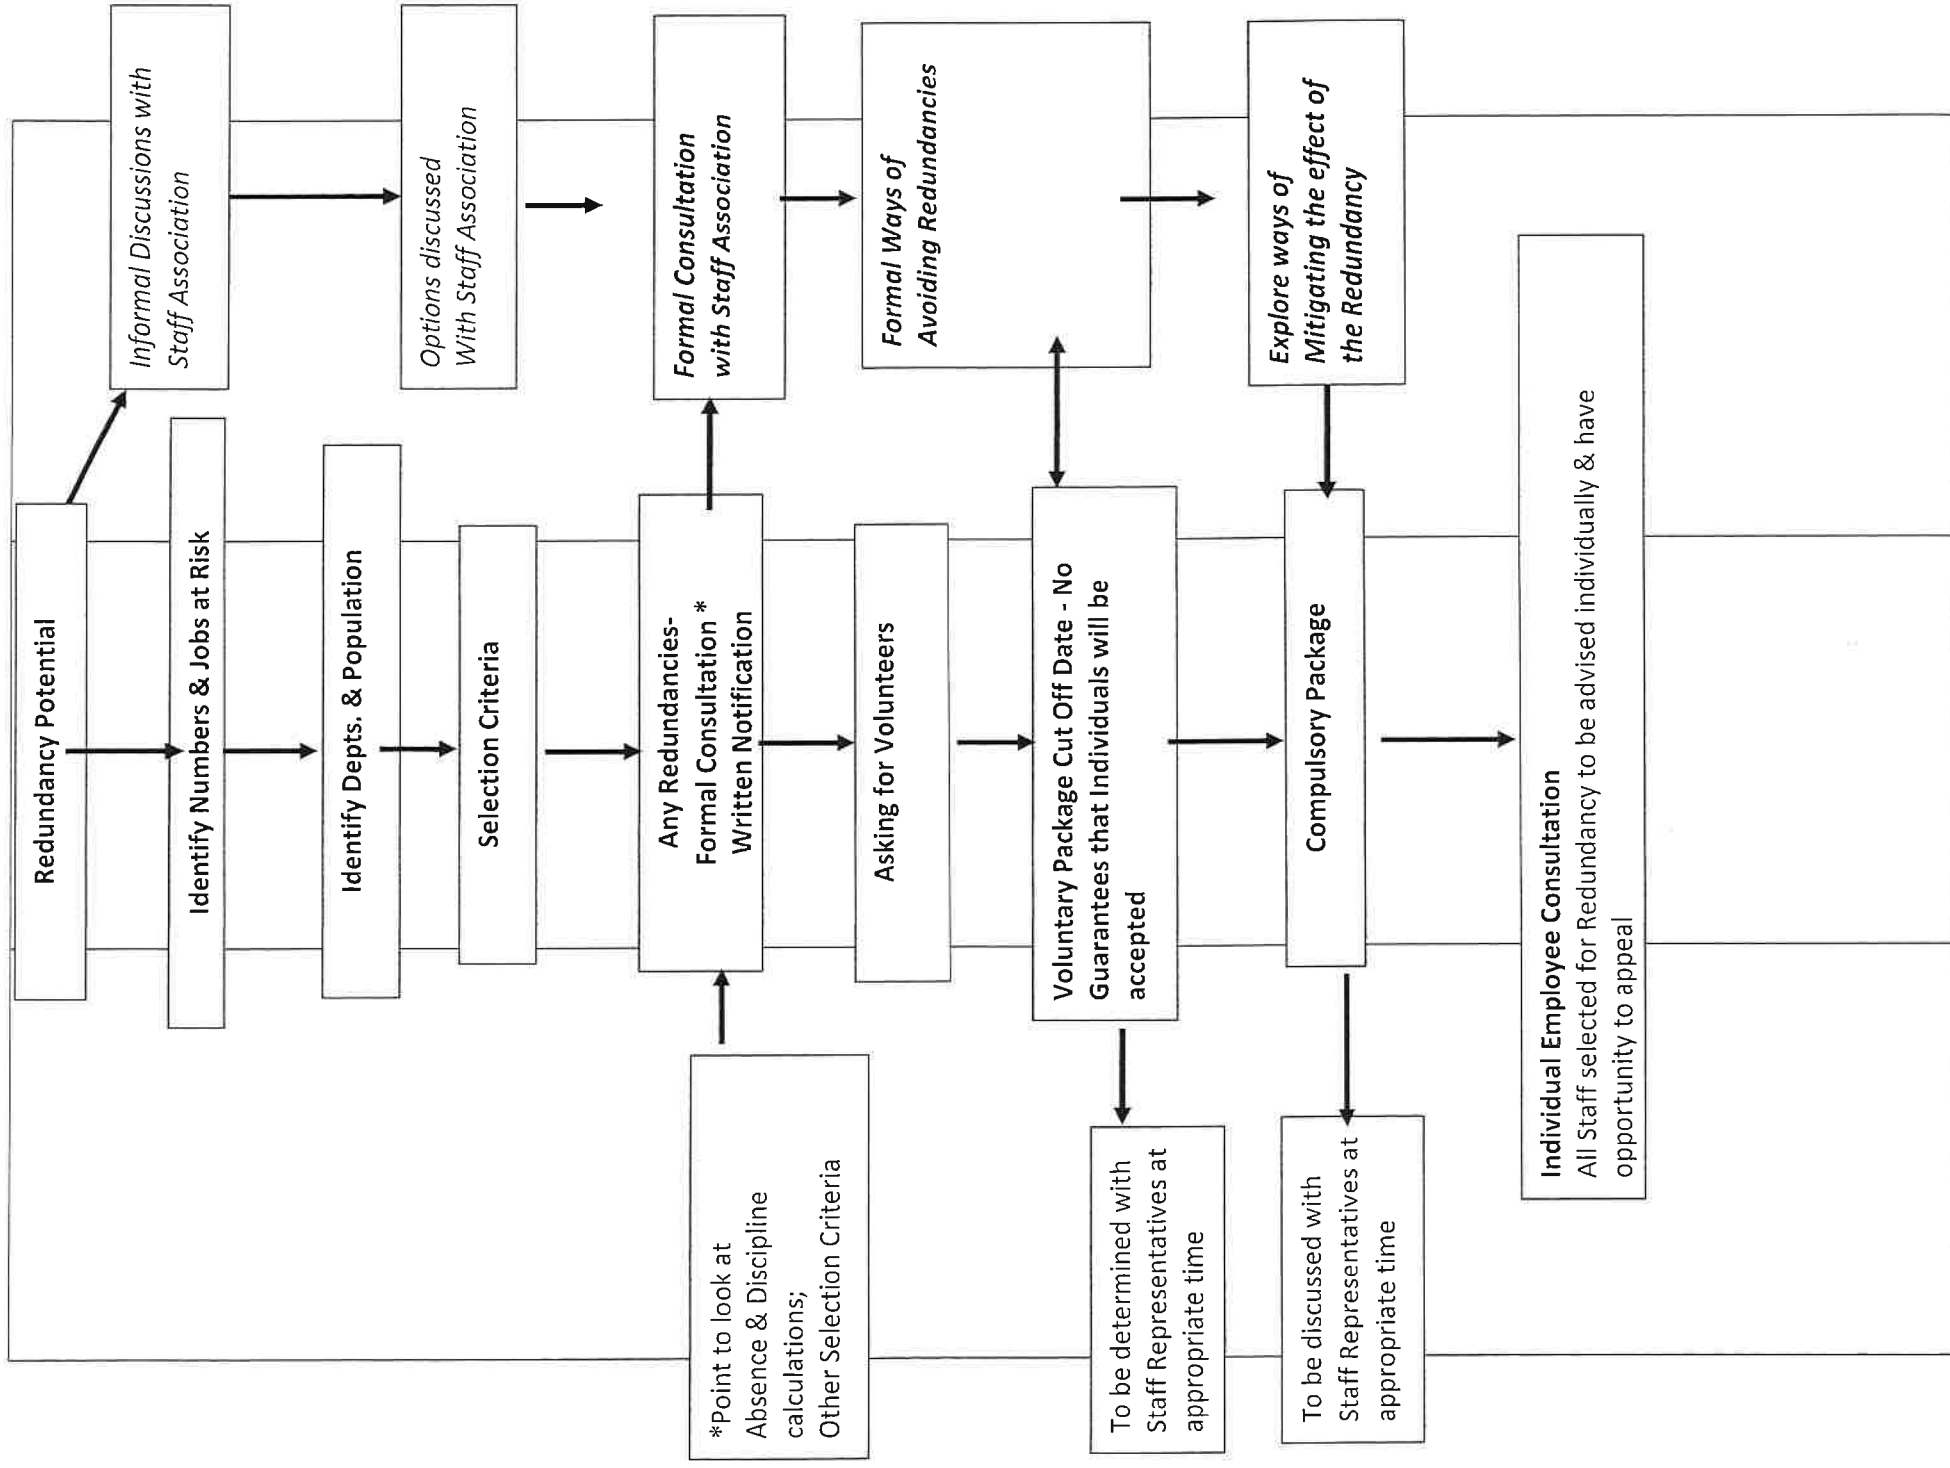 Redundancy Potential
Informal Discussions with
Staff Association
Identify Numbers & Jobs at Risk
Identify Depts. & Population
Options discussed
With Staff Association
Selection Criteria
*Point to look at
Absence & Discipline
calculations;
Other Selection Criteria
Any Redundancies-
Formal Consultation *
Written Notification
Formal Consultation
with Staff Association
Asking for Volunteers
Formal Ways of
Avoiding Redundancies
Voluntary Package Cut Off Date - No
Guarantees that Individuals will be
accepted
To be determined with
Staff Representatives at
appropriate time
Explore ways of
Mitigating the effect of
the Redundancy
Compulsory Package
To be discussed with
Staff Representatives at
appropriate time
Individual Employee Consultation
All Staff selected for Redundancy to be advised individually & have
opportunity to appeal